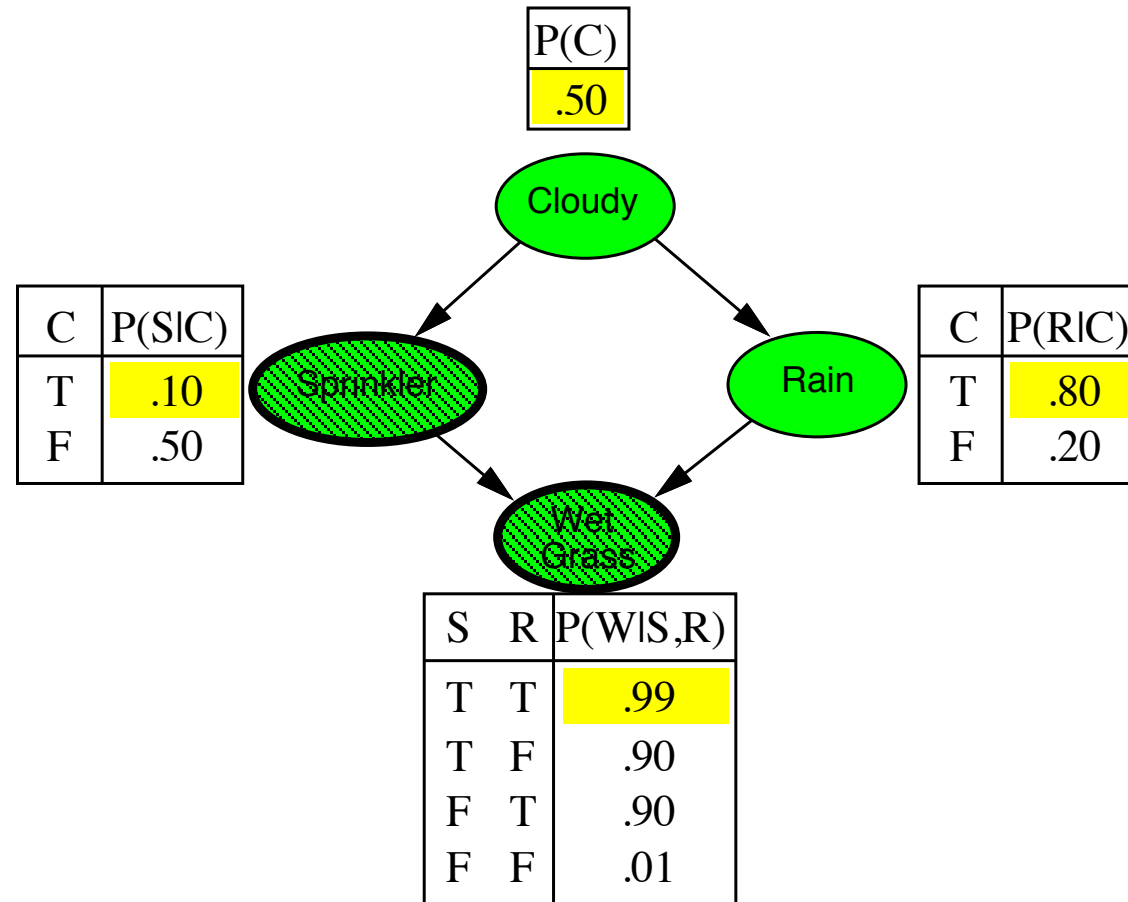 P(C)
.50
Cloudy
C P(S|C)
T .10
F .50
Sprinkler
Rain
C P(R|C)
T .80
F .20
Wet
Grass
S R P(W|S,R)
T T .99
T F .90
F T .90
F F .01